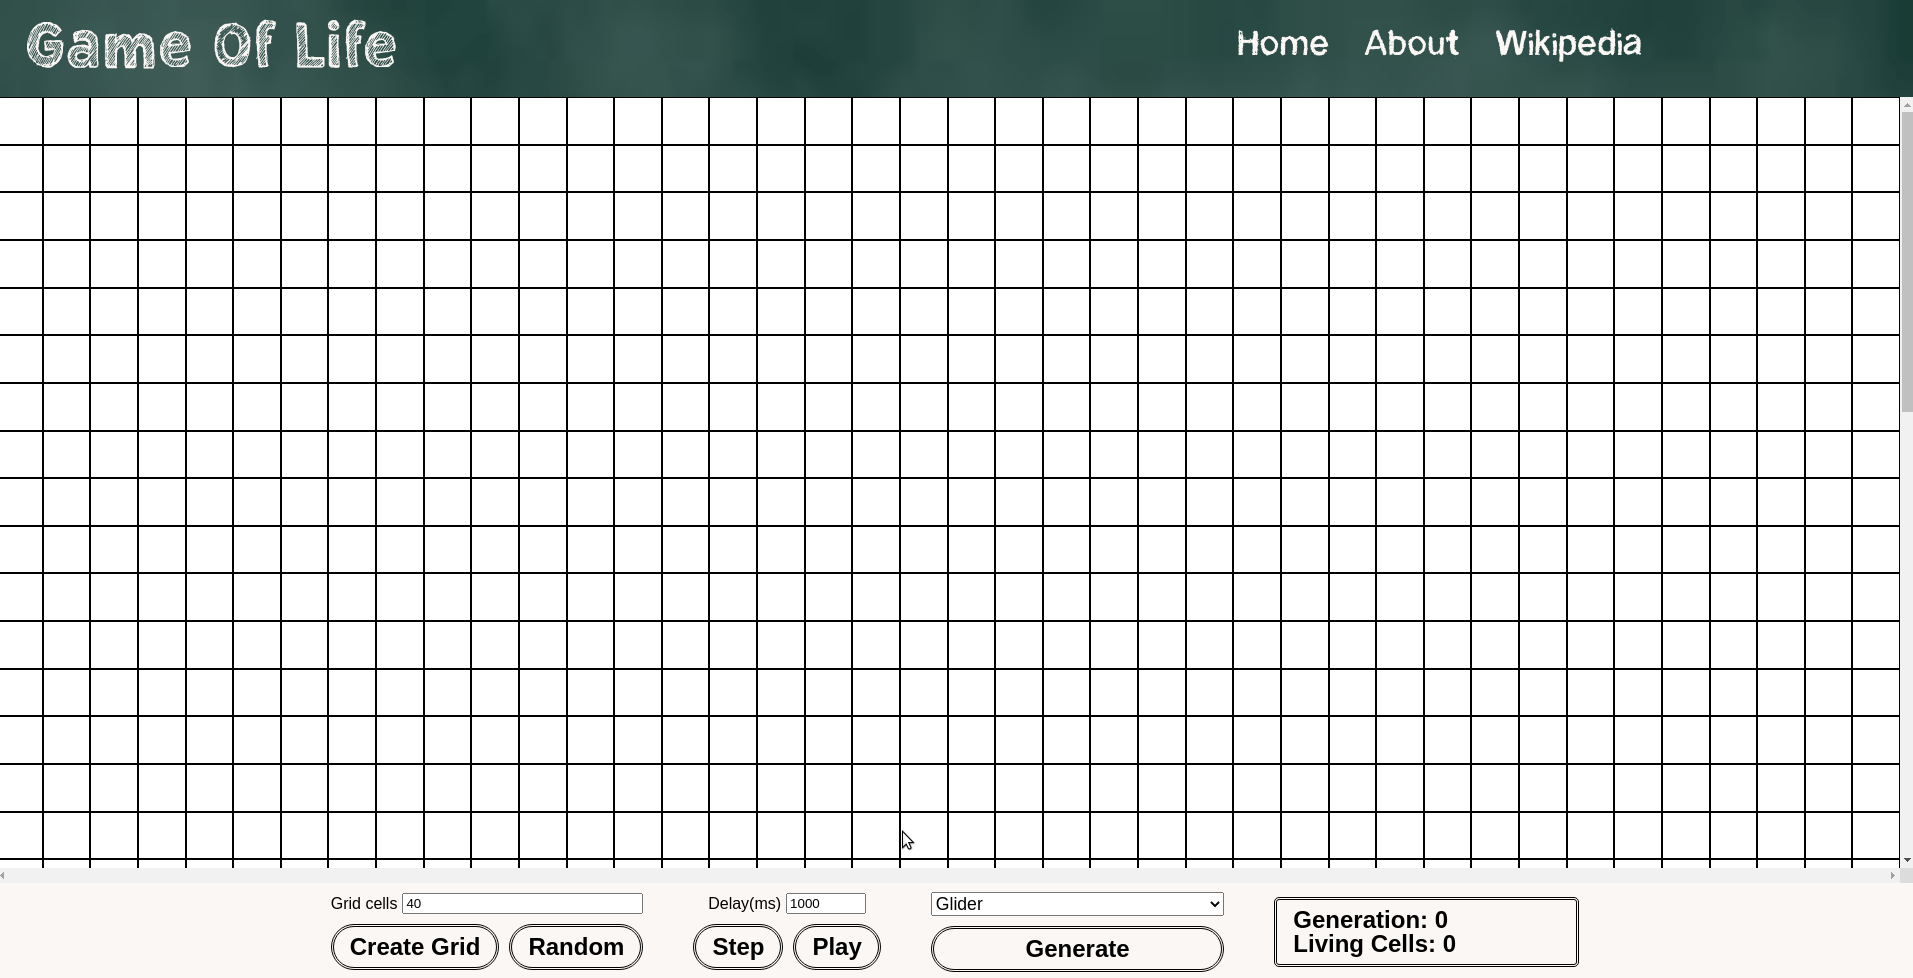 Game Of Life
Home About Wikipedia
Grid cells 40
Delay(ms) 1000
Glider
Create Grid Random
Step Play
Generate
Generation: 0
Living Cells: 0